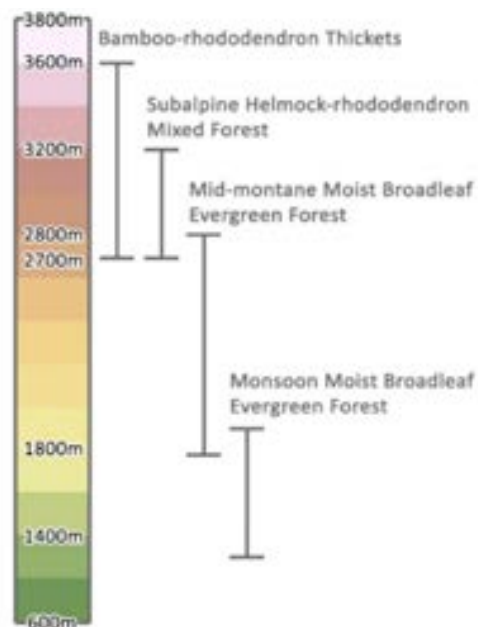 3800m
Bamboo-rhododendron Thickets
3600m
Subalpine Helmock-rhododendron
Mixed Forest
3200m
Mid-montane Moist Broadleaf
Evergreen Forest
2800m
2700m
Monsoon Moist Broadleaf
Evergreen Forest
1800m
1400m
600m